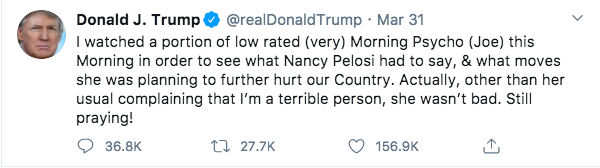 Donald J. Trump @realDonaldTrump · Mar 31
I watched a portion of low rated (very) Morning Psycho (Joe) this
Morning in order to see what Nancy Pelosi had to say, & what moves
she was planning to further hurt our Country. Actually, other than her
usual complaining that I'm a terrible person, she wasn't bad. Still
praying!
36.8K 27.7K 156.9K